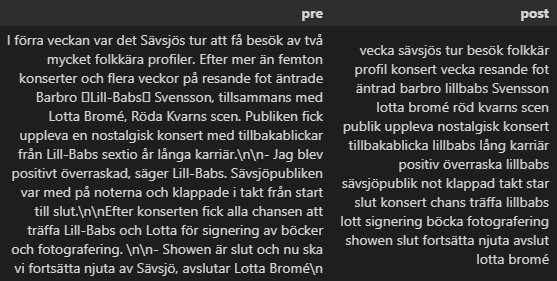 pre
I förra veckan var det Sävsjös tur att få besök av två
mycket folkkära profiler. Efter mer än femton
konserter och flera veckor på resande fot äntrade
Barbro Lill-Babs Svensson, tillsammans med
Lotta Bromé, Röda Kvarns scen. Publiken fick
uppleva en nostalgisk konsert med tillbakablickar
från Lill-Babs sextio år långa karriär.\n\n- Jag blev
positivt överraskad, säger Lill-Babs. Sävsjöpubliken
var med på noterna och klappade i takt från start
till slut.\n\nEfter konserten fick alla chansen att
träffa Lill-Babs och Lotta för signering av böcker
och fotografering. \n\n- Showen är slut och nu ska
vi fortsätta njuta av Sävsjö, avslutar Lotta Bromé\n
post
vecka sävsjös tur besök folkkär
profil konsert vecka resande fot
äntrad barbro lillbabs Svensson
lotta bromé röd kvarns scen
publik uppleva nostalgisk konsert
tillbakablicka lillbabs lång karriär
positiv överraska lillbabs
sävsjöpublik not klappad takt star
slut konsert chans träffa lillbabs
lott signering böcka fotografering
showen slut fortsätta njuta avslut
lotta bromé